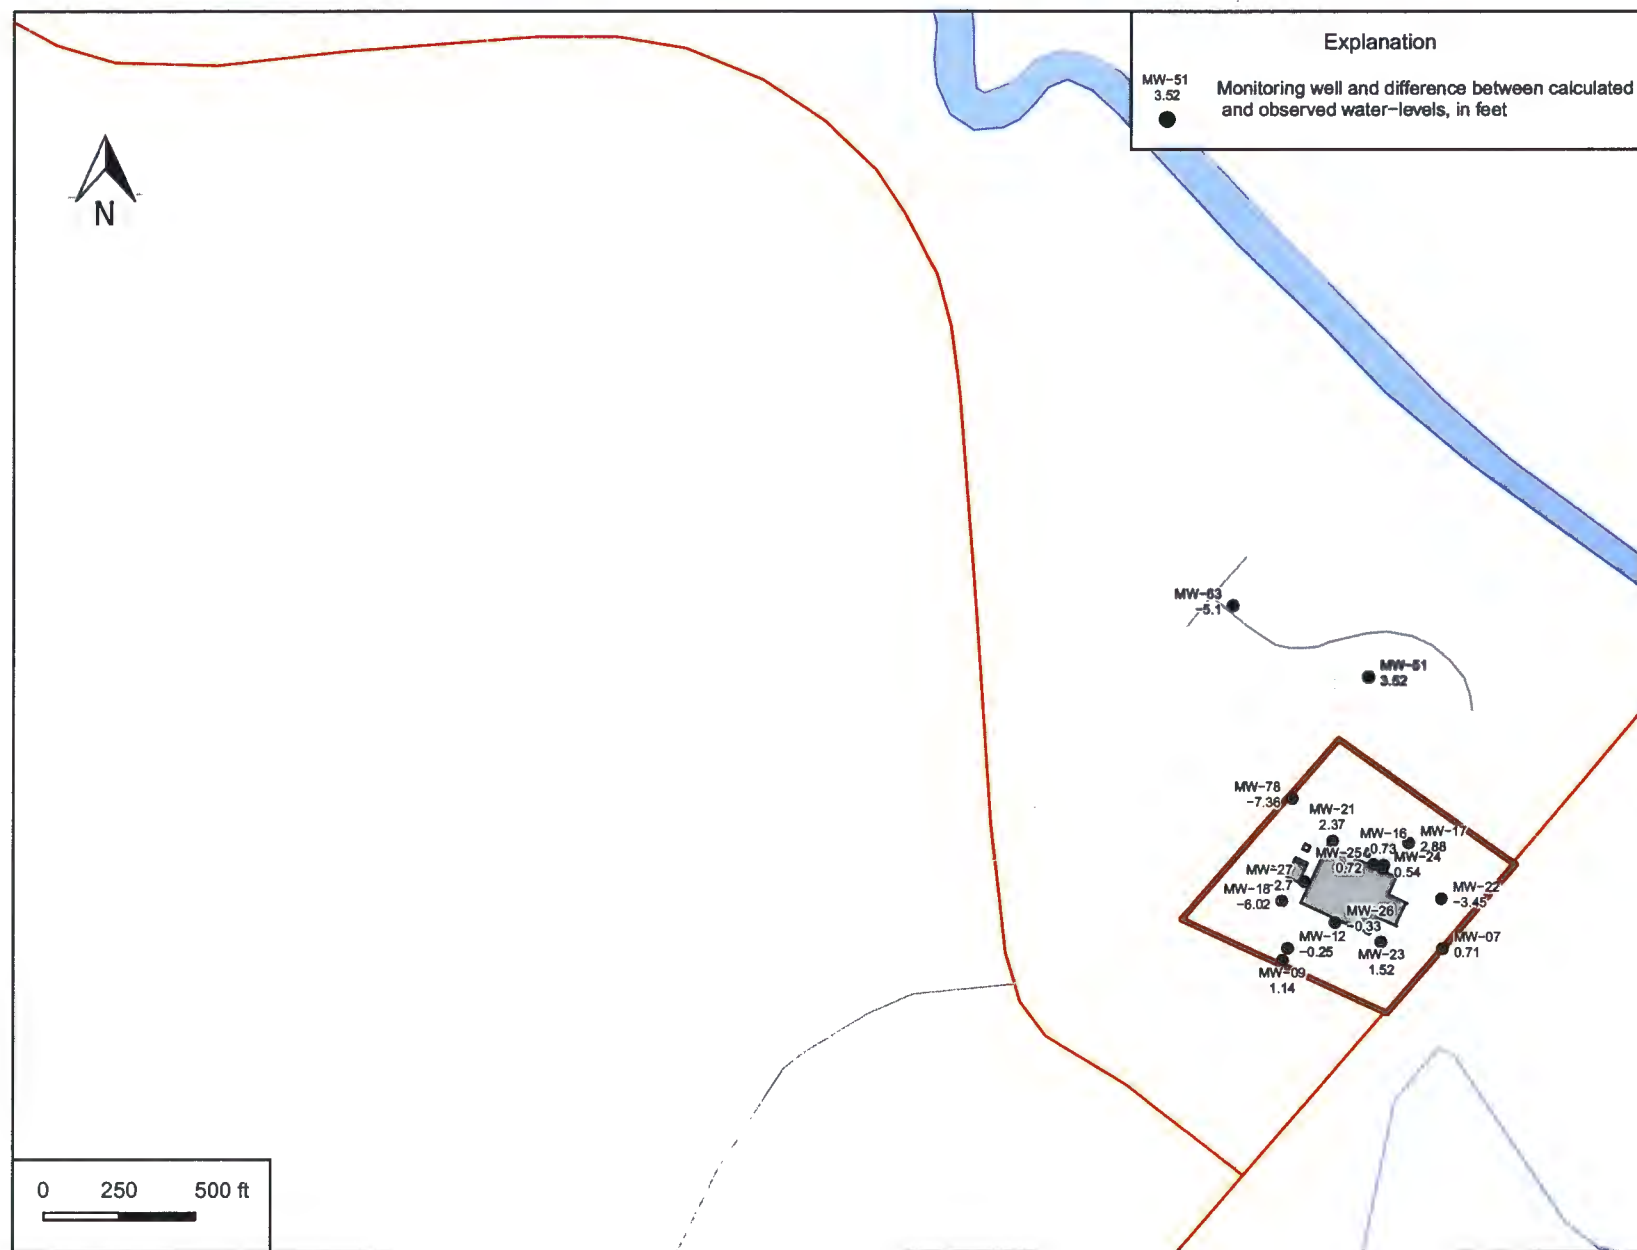 Explanation
MW-51
3.52
Monitoring well and difference between calculated
and observed water-levels, in feet
N
MW-63
-5.1
MW-51
3.52
MW-78
-7.36
MW-21
2.37
MW-16
0.73
MW-17
2.88
MW-25
0.72
MW-24
0.54
MW-27
-2.7
MW-18
-6.02
MW-22
-3.45
MW-26
-0.33
MW-12
-0.25
MW-23
1.52
MW-07
0.71
MW-09
1.14
0 250 500 ft